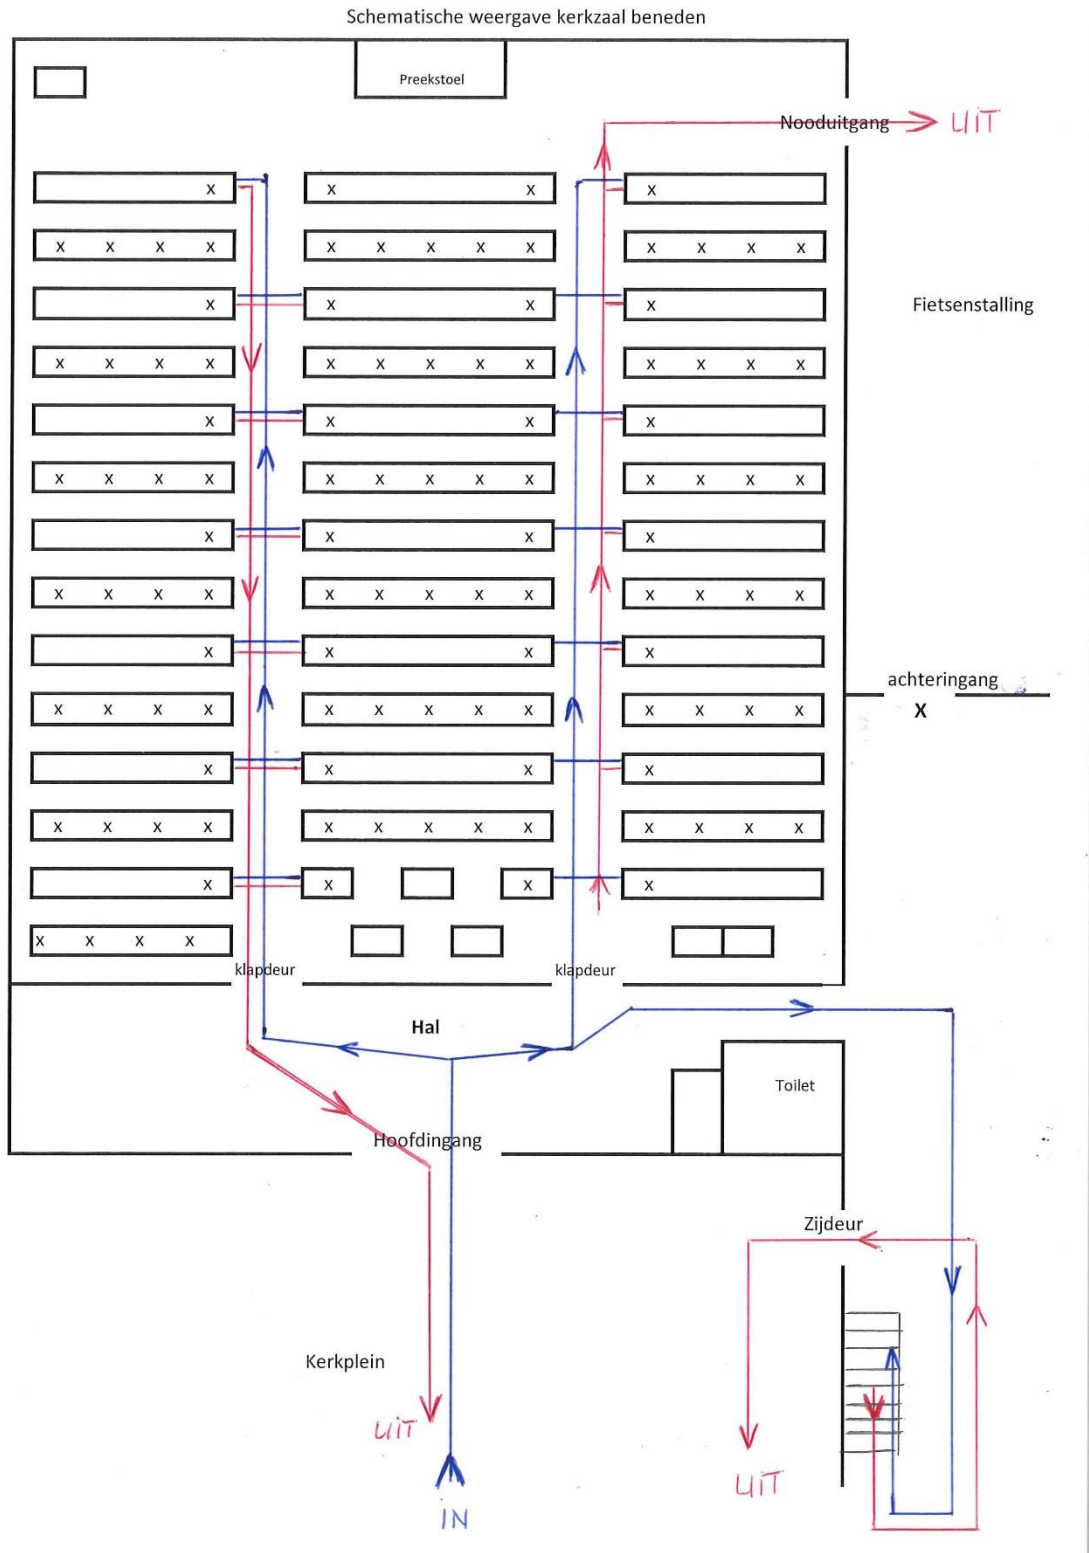 Schematische weergave kerkzaal beneden
Preekstoel
Nooduitgang UIT
x x x x
x x x x x x x x x x x x x
x x x x Fietsenstalling
x x x x x x x x x x x x x
x x x x
x x x x x x x x x x x x x
x x x x
x x x x x x x x x x x x x
x x x x
achteringang
x x x x x x x x x x x x x X
x x x x
x x x x x x x x x x x x x
x x x x
x x x x
klapdeur klapdeur
Hal
Toilet
Hoofdingang
Zijdeur
Kerkplein
UIT
UIT
IN